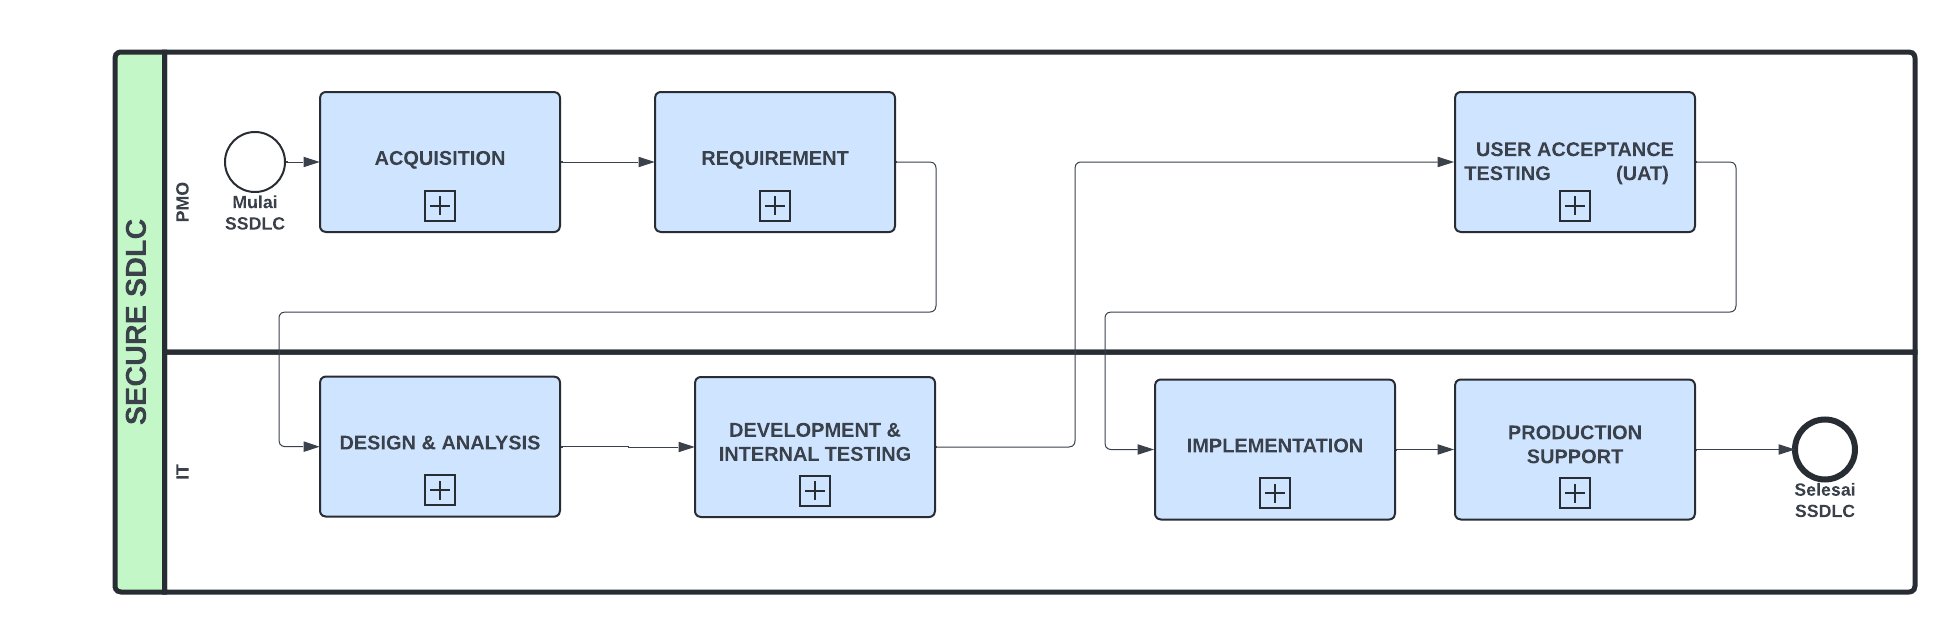 SECURE SDLC
PMO
Mulai
SSDLC
ACQUISITION
REQUIREMENT
USER ACCEPTANCE
TESTING (UAT)
IT
DESIGN & ANALYSIS
DEVELOPMENT &
INTERNAL TESTING
IMPLEMENTATION
PRODUCTION
SUPPORT
Selesai
SSDLC